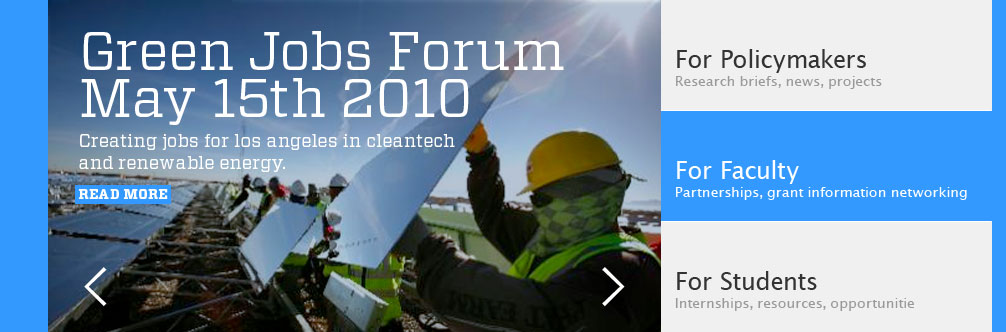 Green Jobs Forum
May 15th 2010
Creating jobs for los angeles in cleantech
and renewable energy.
READ MORE
For Policymakers
Research briefs, news, projects
For Faculty
Partnerships, grant information networking
For Students
Internships, resources, opportunitie